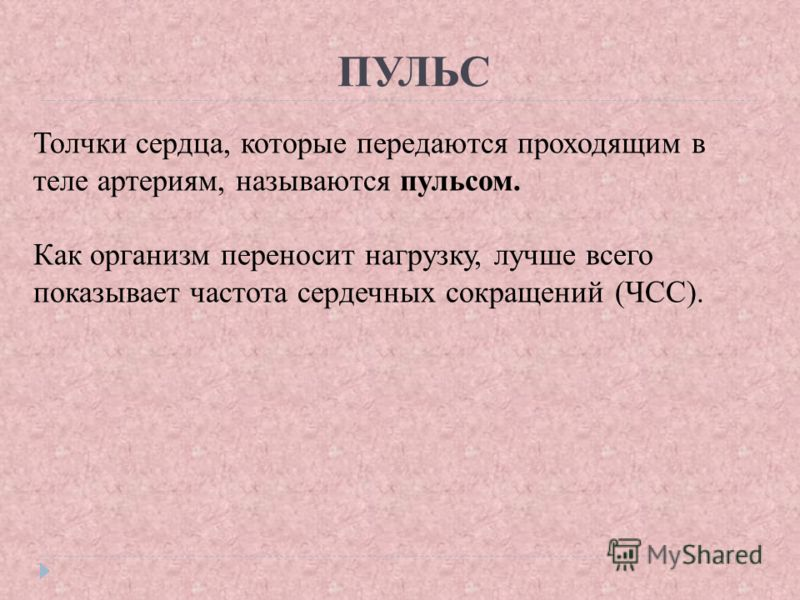 ПУЛЬС
Толчки сердца, которые передаются проходящим в
теле артериям, называются пульсом.
Как организм переносит нагрузку, лучше всего
показывает частота сердечных сокращений (ЧСС).
MyShared